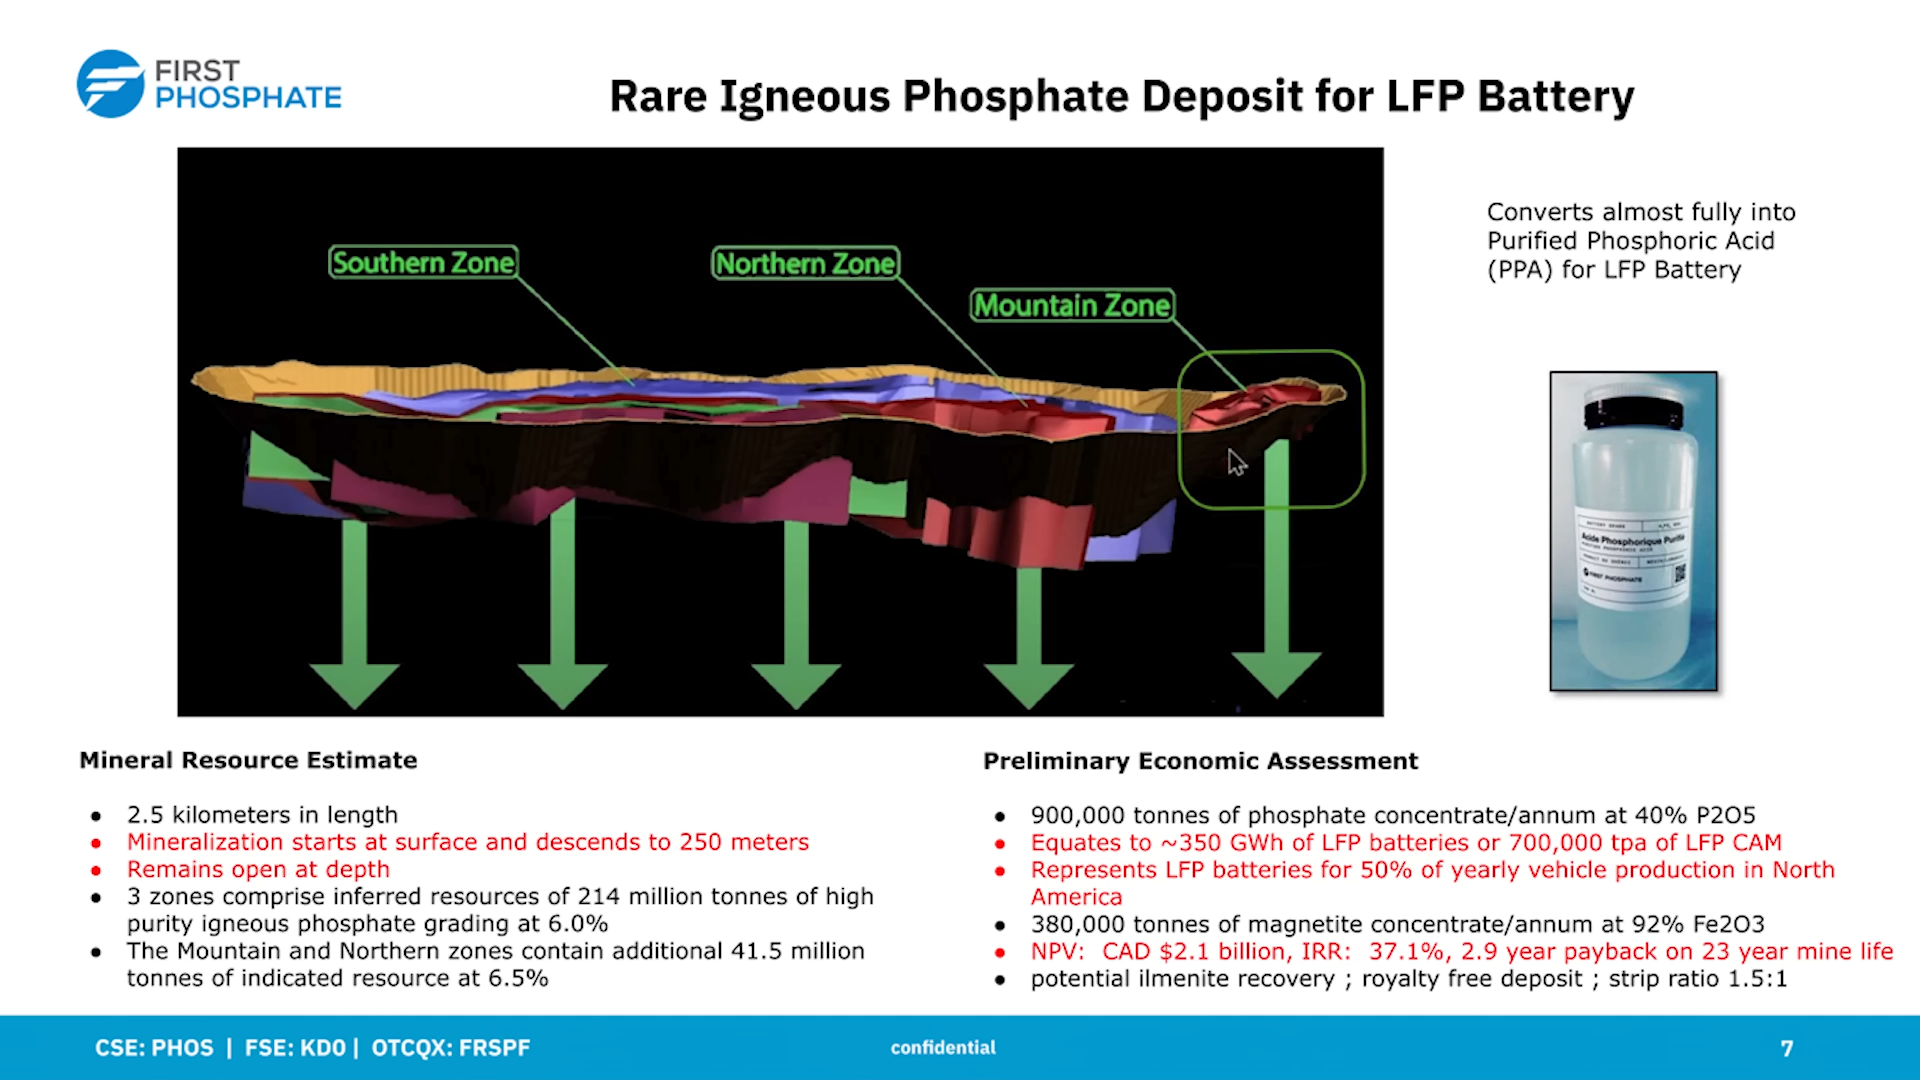 FIRST
PHOSPHATE
Rare Igneous Phosphate Deposit for LFP Battery
Southern Zone
Northern Zone
Mountain Zone
Converts almost fully into
Purified Phosphoric Acid
(PPA) for LFP Battery
Acide Phosphorique Purifié
FIRST PHOSPHATE
Mineral Resource Estimate
• 2.5 kilometers in length
• Mineralization starts at surface and descends to 250 meters
• Remains open at depth
• 3 zones comprise inferred resources of 214 million tonnes of high
purity igneous phosphate grading at 6.0%
• The Mountain and Northern zones contain additional 41.5 million
tonnes of indicated resource at 6.5%
Preliminary Economic Assessment
• 900,000 tonnes of phosphate concentrate/annum at 40% P2O5
• Equates to ~350 GWh of LFP batteries or 700,000 tpa of LFP CAM
• Represents LFP batteries for 50% of yearly vehicle production in North
America
• 380,000 tonnes of magnetite concentrate/annum at 92% Fe2O3
• NPV: CAD $2.1 billion, IRR: 37.1%, 2.9 year payback on 23 year mine life
• potential ilmenite recovery ; royalty free deposit ; strip ratio 1.5:1
CSE: PHOS | FSE: KD0 | OTCQX: FRSPF
confidential
7